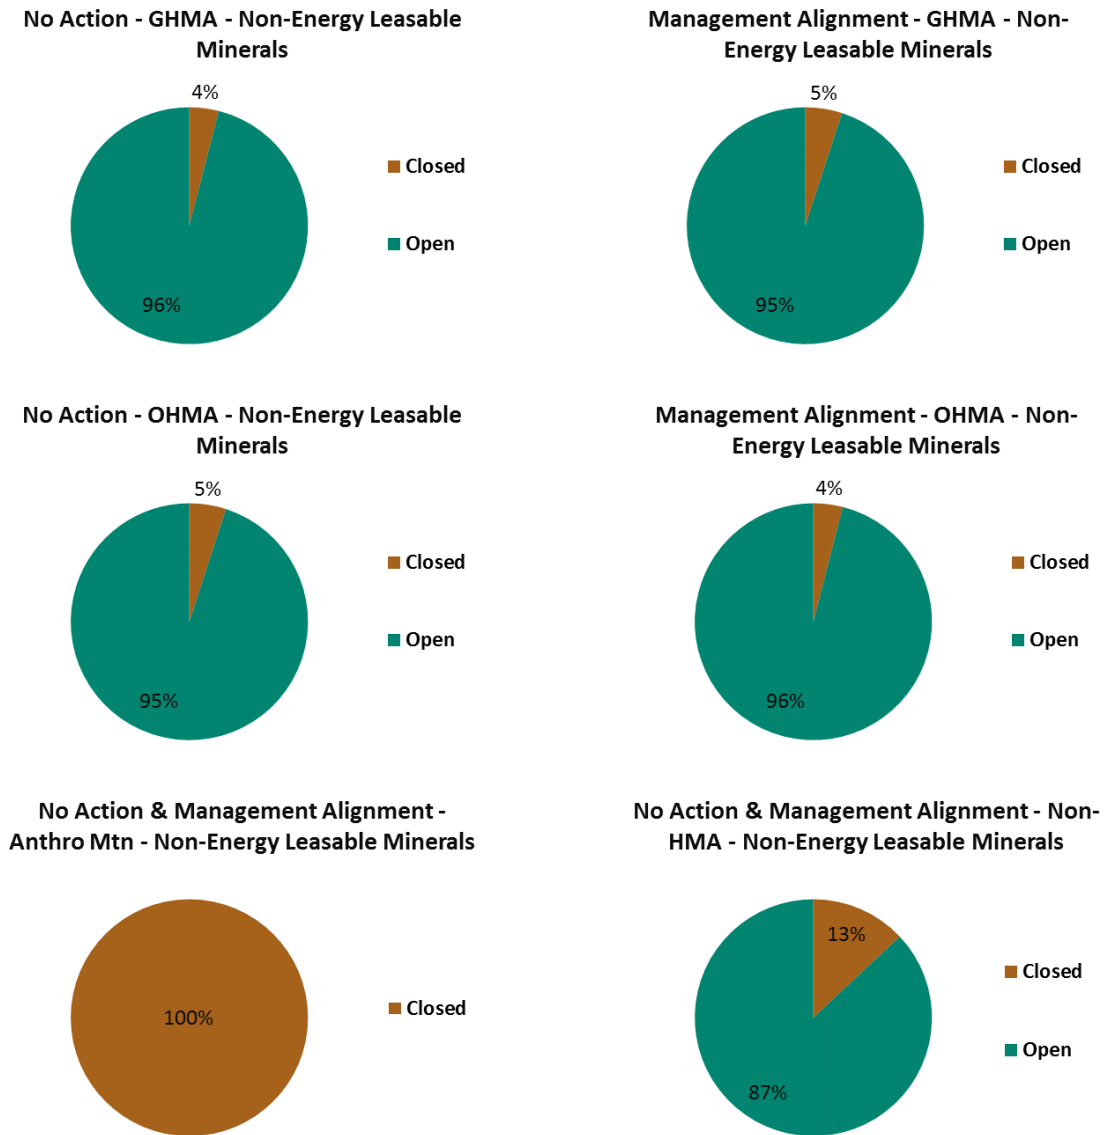 No Action - GHMA - Non-Energy Leasable
Minerals
4%
96%
Closed
Open
Management Alignment - GHMA - Non-
Energy Leasable Minerals
5%
95%
Closed
Open
No Action - OHMA - Non-Energy Leasable
Minerals
5%
95%
Closed
Open
Management Alignment - OHMA - Non-
Energy Leasable Minerals
4%
96%
Closed
Open
No Action & Management Alignment -
Anthro Mtn - Non-Energy Leasable Minerals
100%
Closed
No Action & Management Alignment - Non-
HMA - Non-Energy Leasable Minerals
13%
87%
Closed
Open